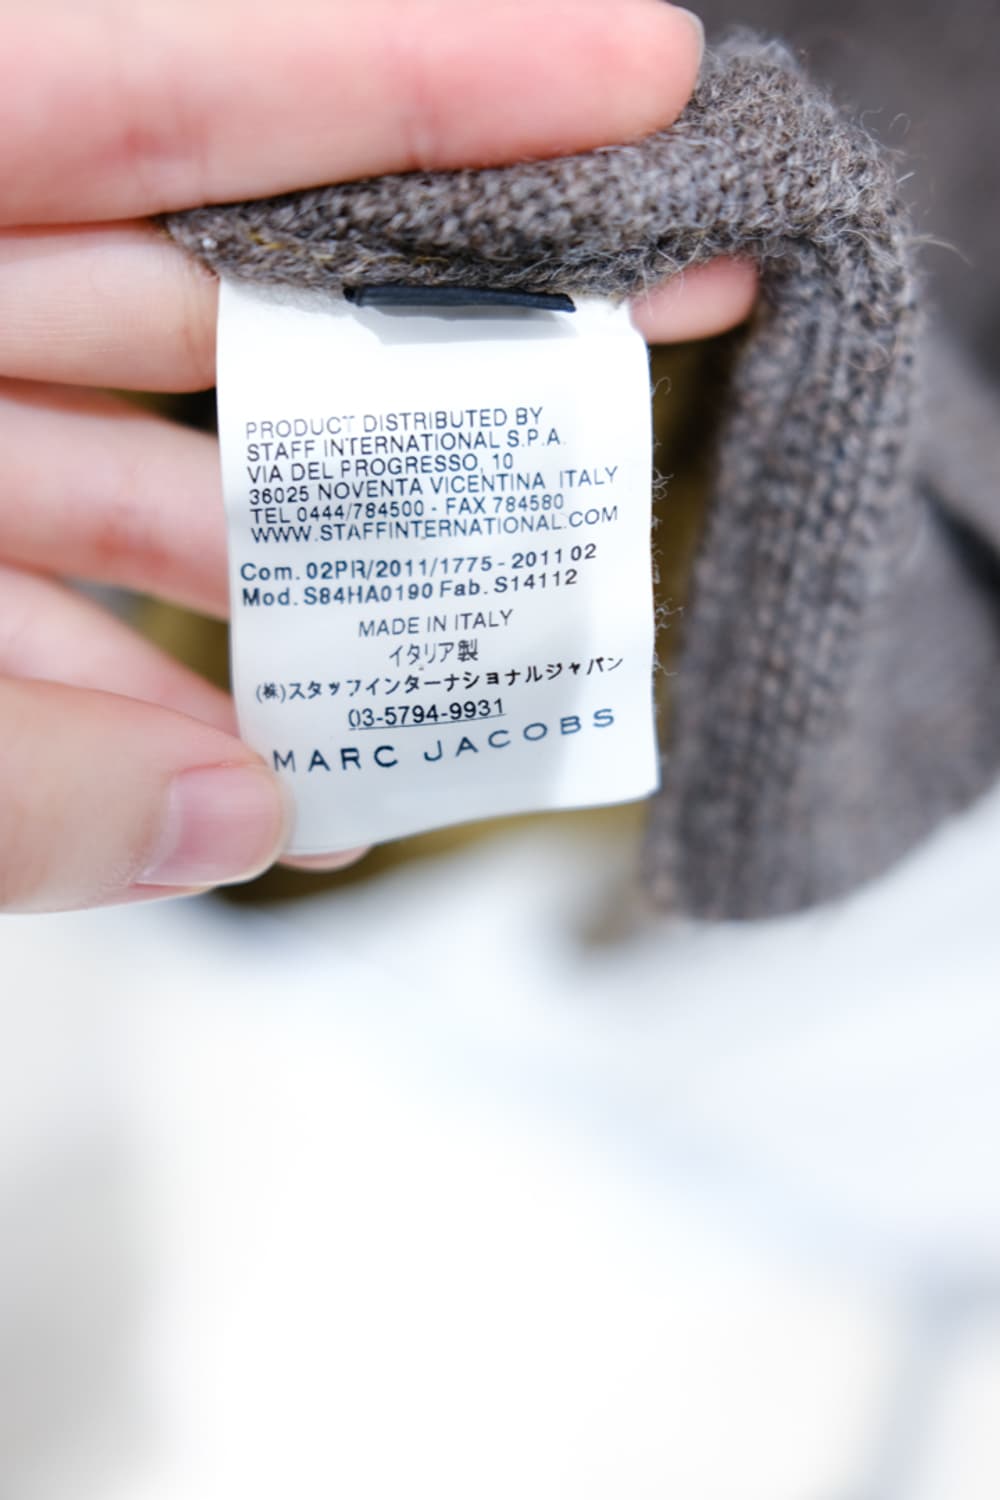 PRODUCT DISTRIBUTED BY
STAFF INTERNATIONAL S.P.A.
VIA DEL PROGRESSO, 10
36025 NOVENTA VICENTINA ITALY
TEL 0444/784500 - FAX 784580
WWW.STAFFINTERNATIONAL.COM
Com. 02PR/2011/1775 - 2011 02
Mod. S84HA0190 Fab. S14112
MADE IN ITALY
イタリア製
(株)スタッフインターナショナルジャパン
03-5794-9931
MARC JACOBS